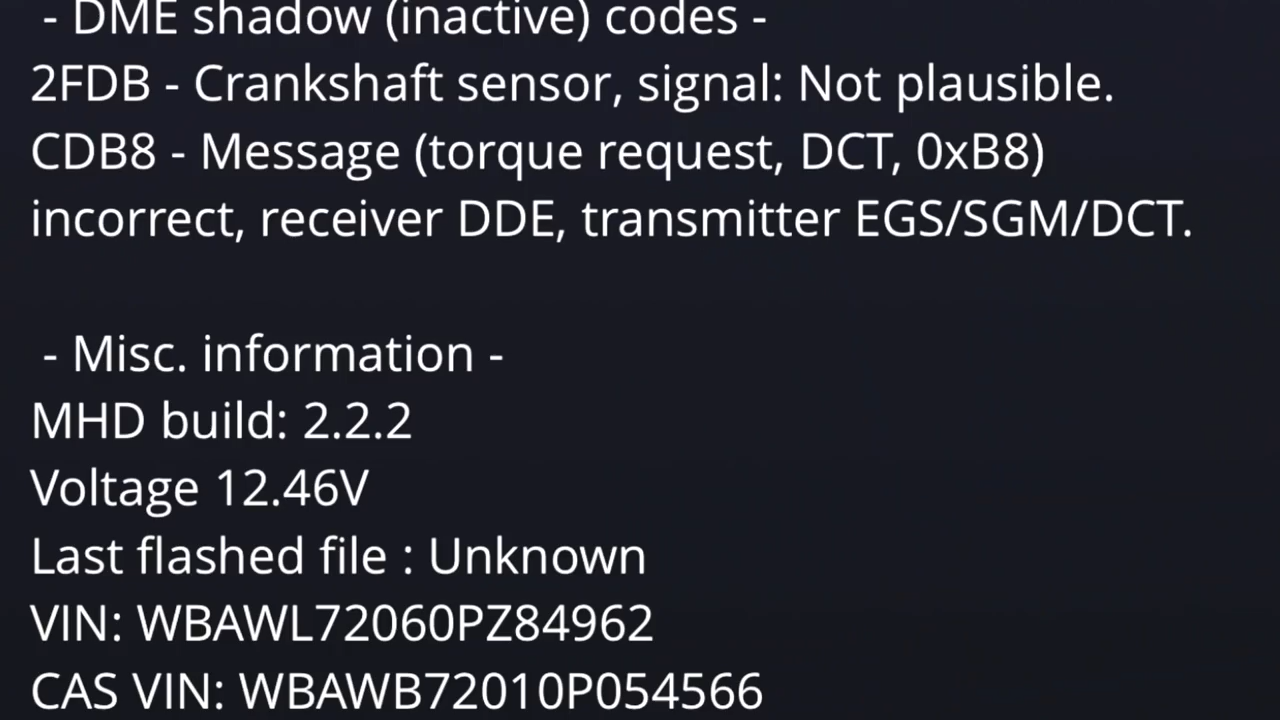 - DME shadow (inactive) codes -
2FDB - Crankshaft sensor, signal: Not plausible.
CDB8 - Message (torque request, DCT, 0xB8)
incorrect, receiver DDE, transmitter EGS/SGM/DCT.
- Misc. information -
MHD build: 2.2.2
Voltage 12.46V
Last flashed file : Unknown
VIN: WBAWL72060PZ84962
CAS VIN: WBAWB72010P054566